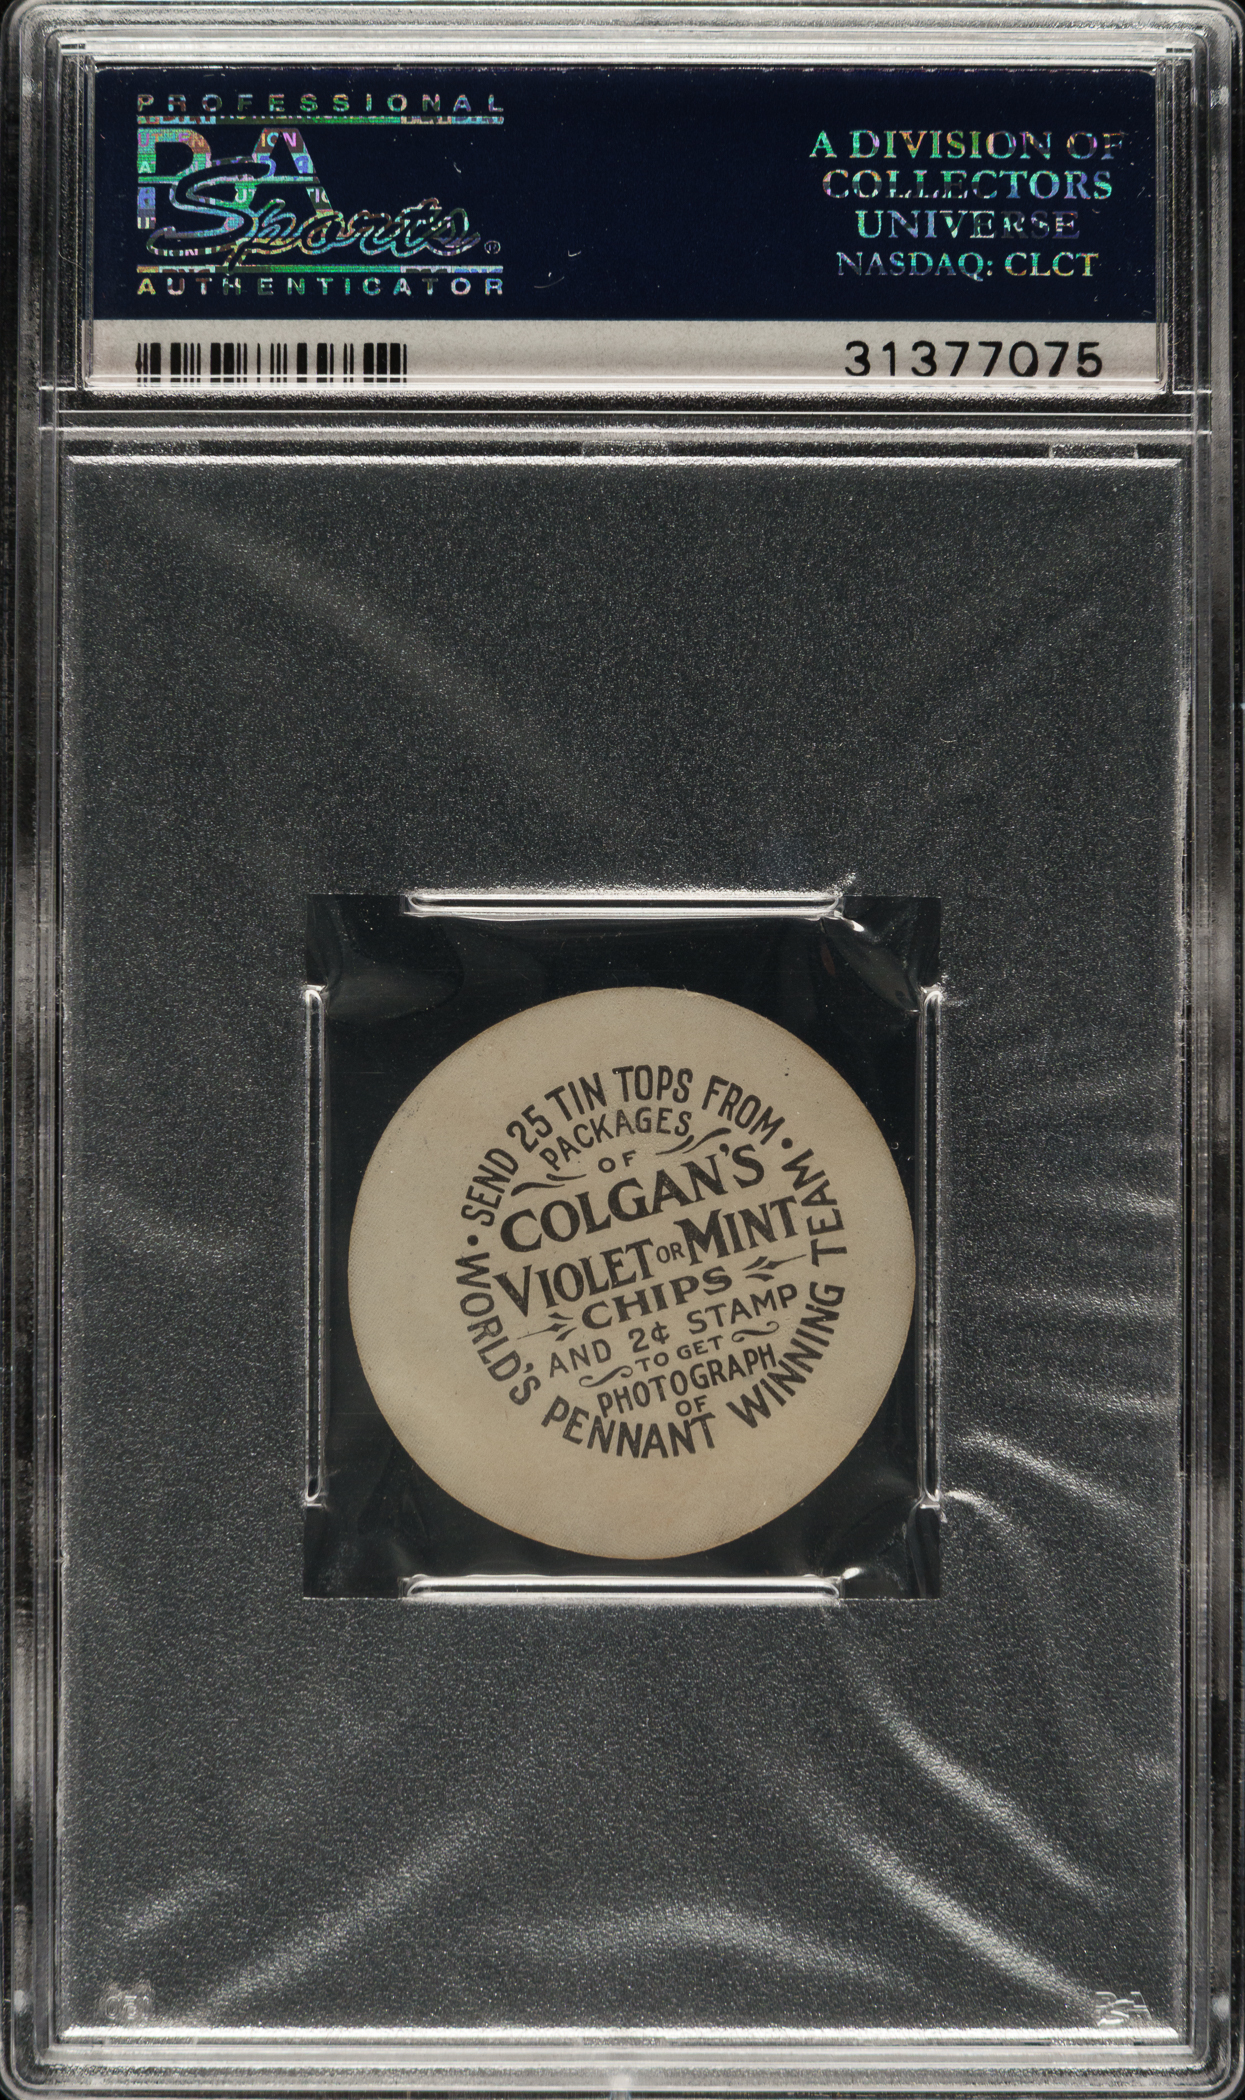 PROFESSIONAL
PSA
Sports®
AUTHENTICATOR
A DIVISION OF
COLLECTORS
UNIVERSE
NASDAQ: CLCT
31377075
• SEND 25 TIN TOPS FROM •
PACKAGES
OF
COLGAN'S
VIOLET OR MINT
CHIPS
AND 2¢ STAMP
TO GET
PHOTOGRAPH
OF
WORLD'S PENNANT WINNING TEAM
PSA